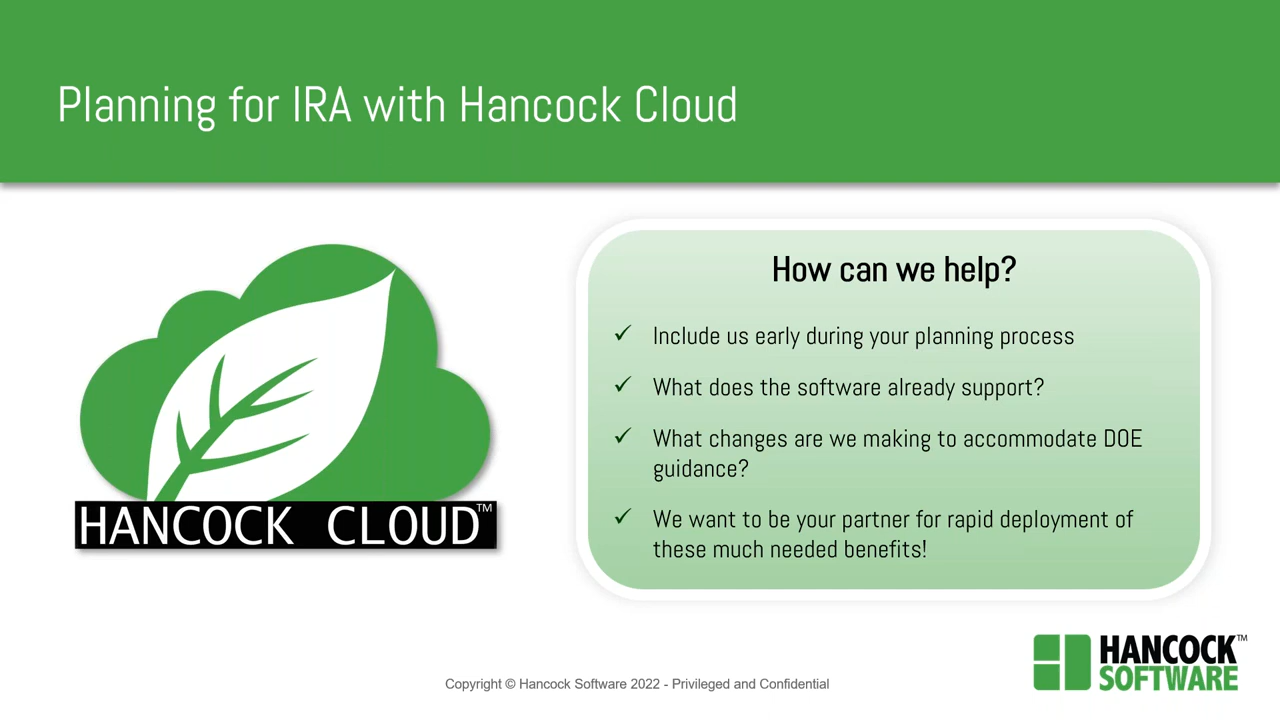 Planning for IRA with Hancock Cloud
HANCOCK CLOUD™
How can we help?
✓ Include us early during your planning process
✓ What does the software already support?
✓ What changes are we making to accommodate DOE
guidance?
✓ We want to be your partner for rapid deployment of
these much needed benefits!
HANCOCK™
SOFTWARE
Copyright © Hancock Software 2022 - Privileged and Confidential